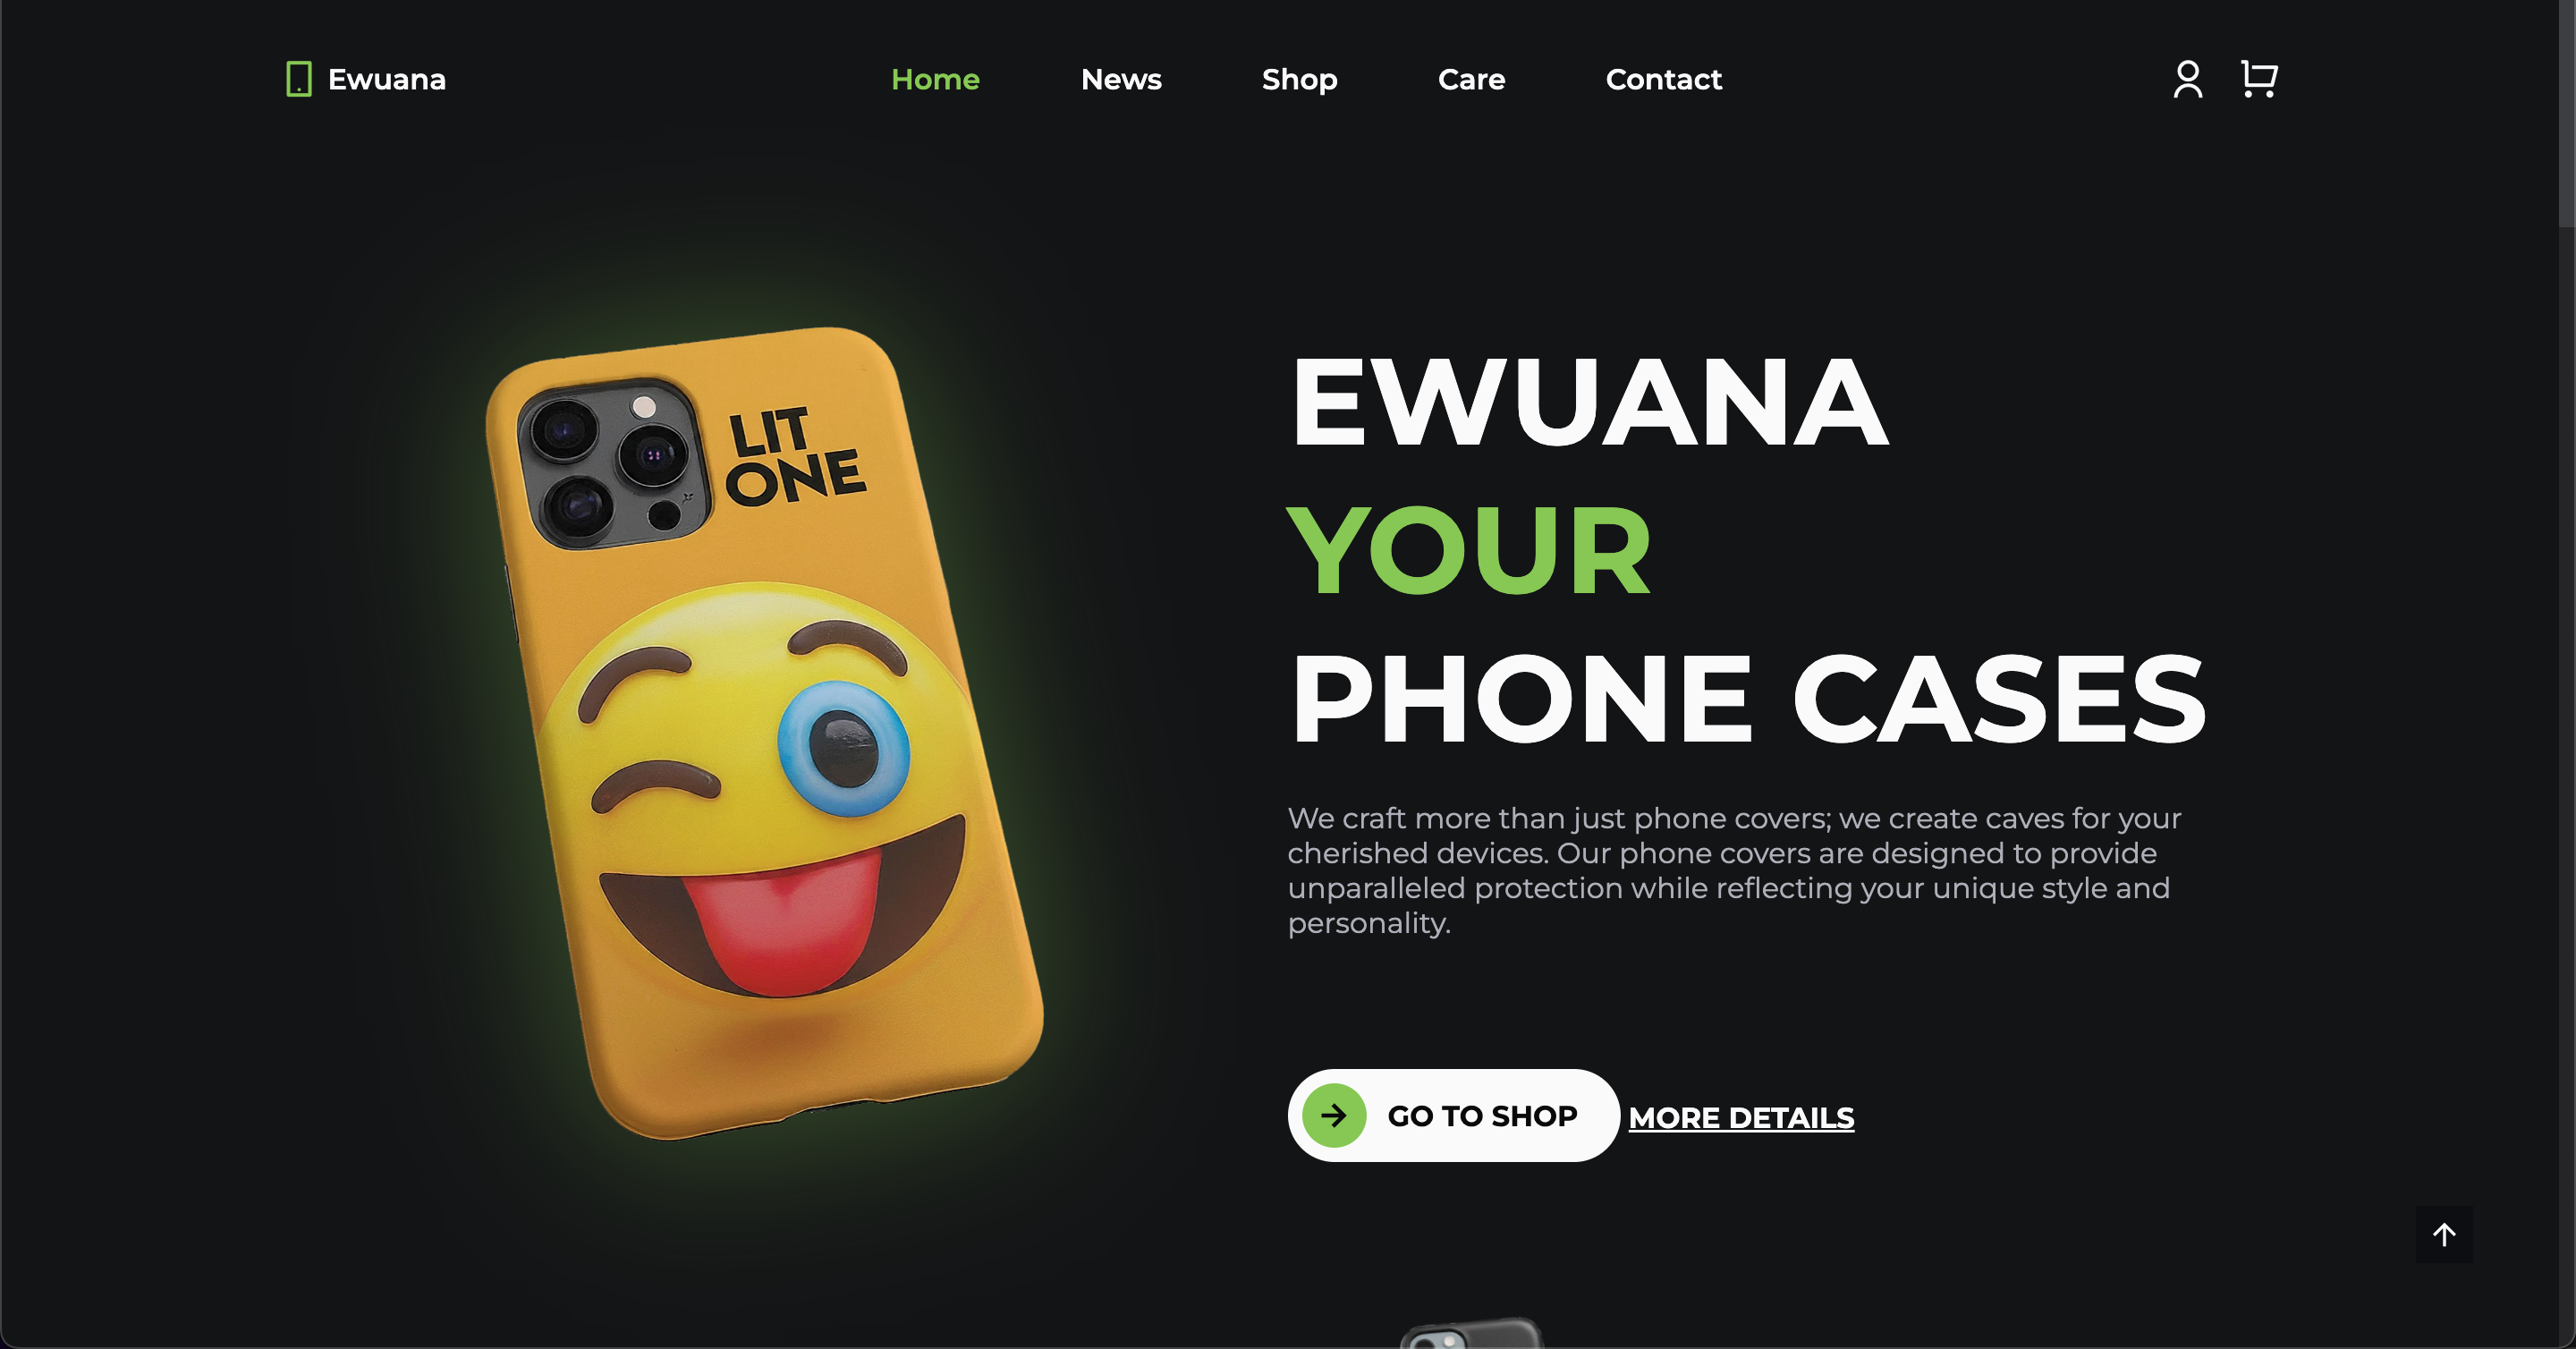 Ewuana
Home News Shop Care Contact
LIT
ONE
EWUANA
YOUR
PHONE CASES
We craft more than just phone covers; we create caves for your
cherished devices. Our phone covers are designed to provide
unparalleled protection while reflecting your unique style and
personality.
GO TO SHOP MORE DETAILS